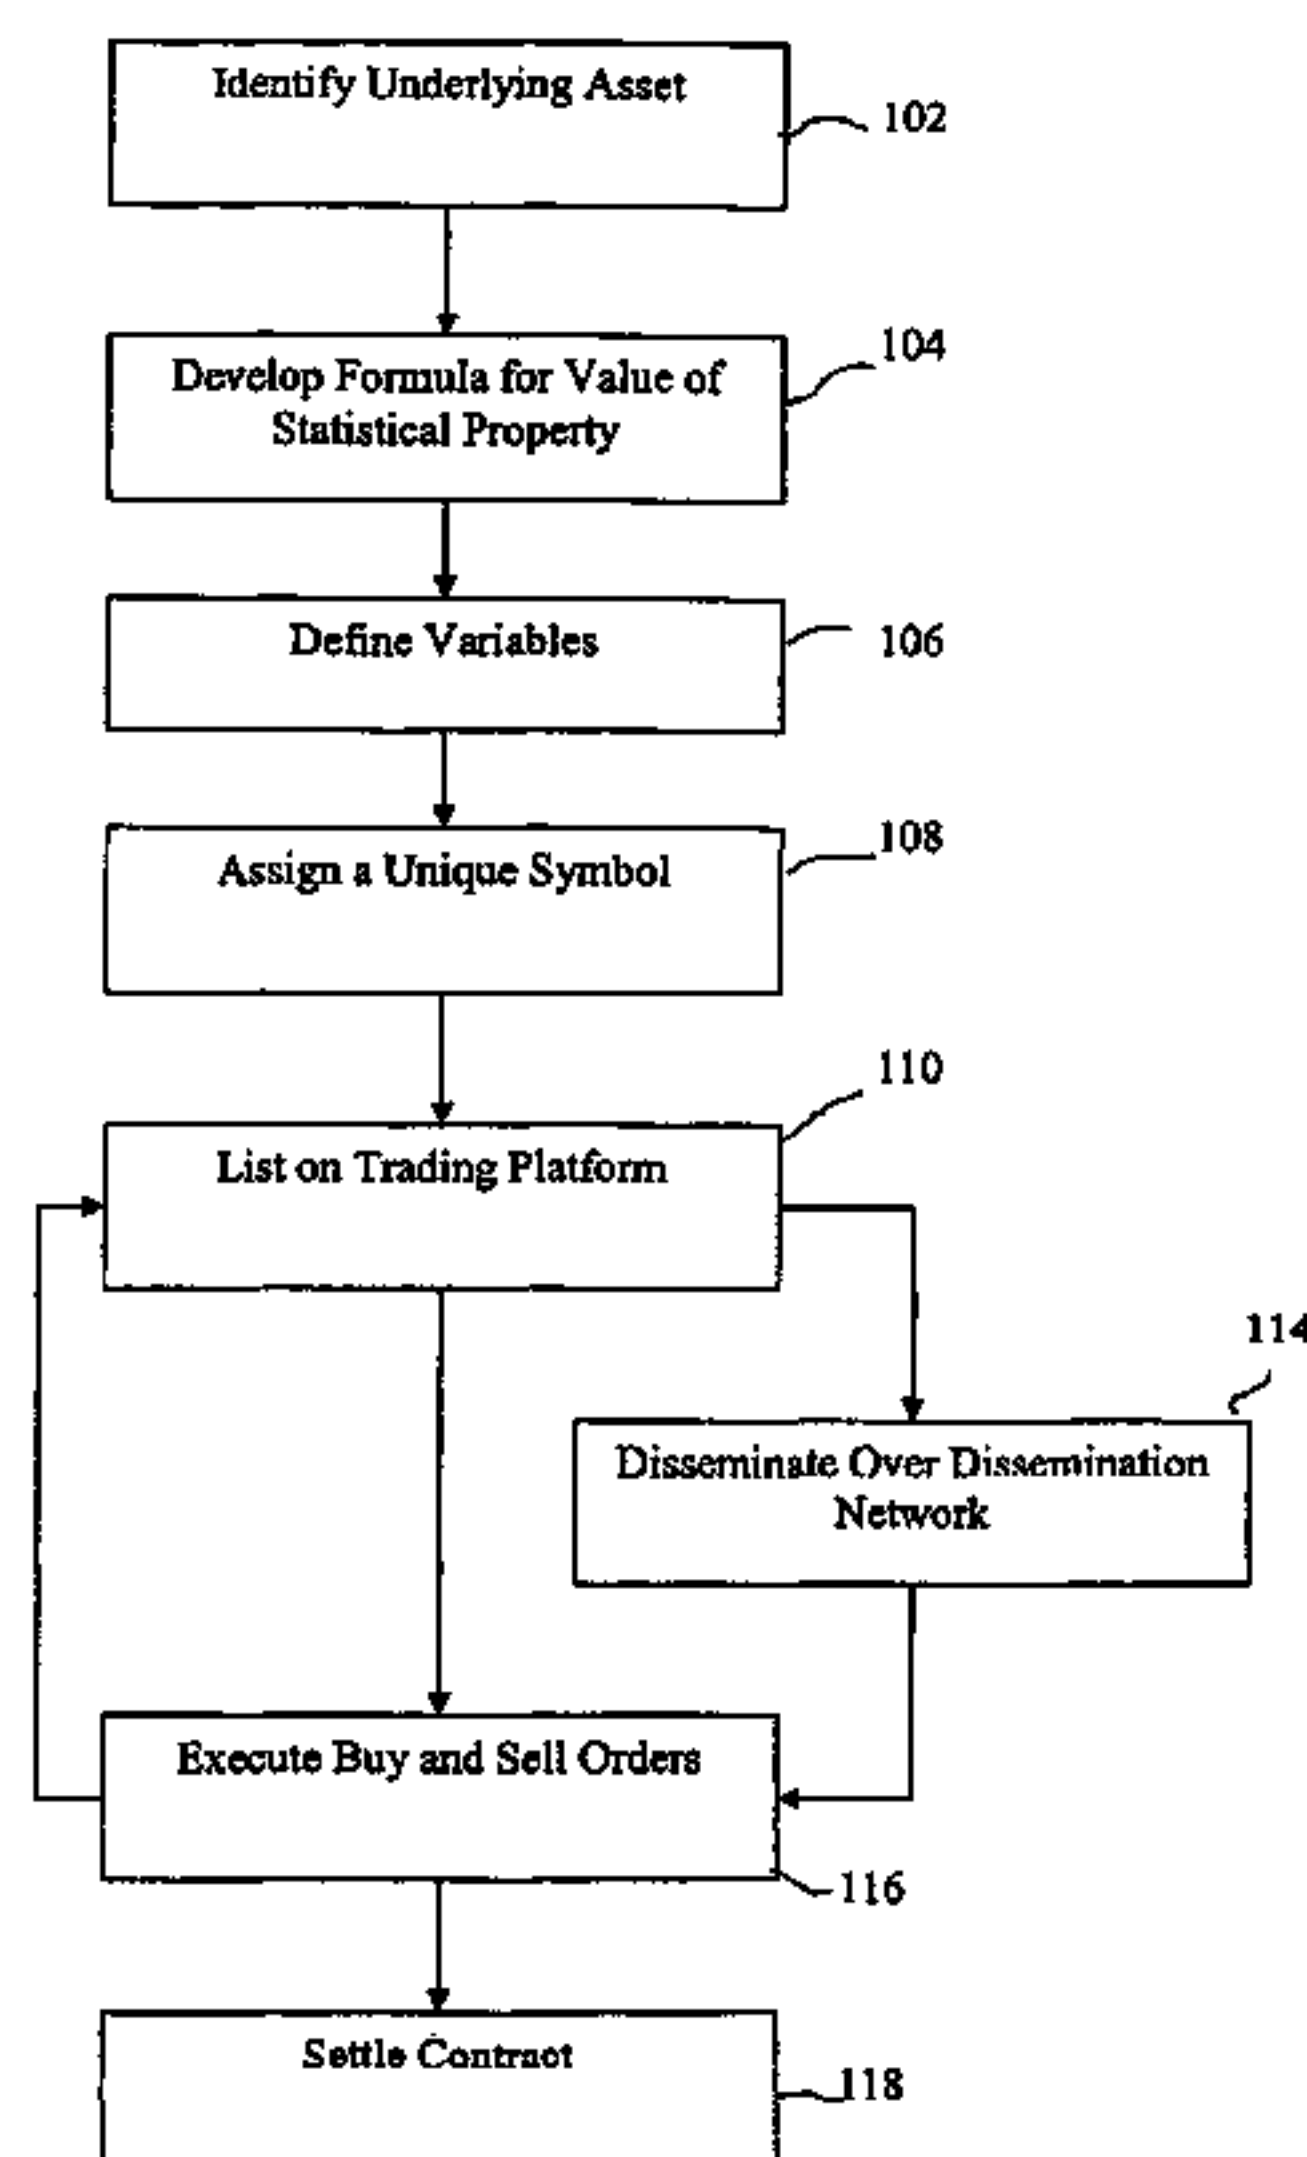 Identify Underlying Asset
102
Develop Formula for Value of
Statistical Property
104
Define Variables
106
Assign a Unique Symbol
108
List on Trading Platform
110
114
Disseminate Over Dissemination
Network
Execute Buy and Sell Orders
116
Settle Contract
118